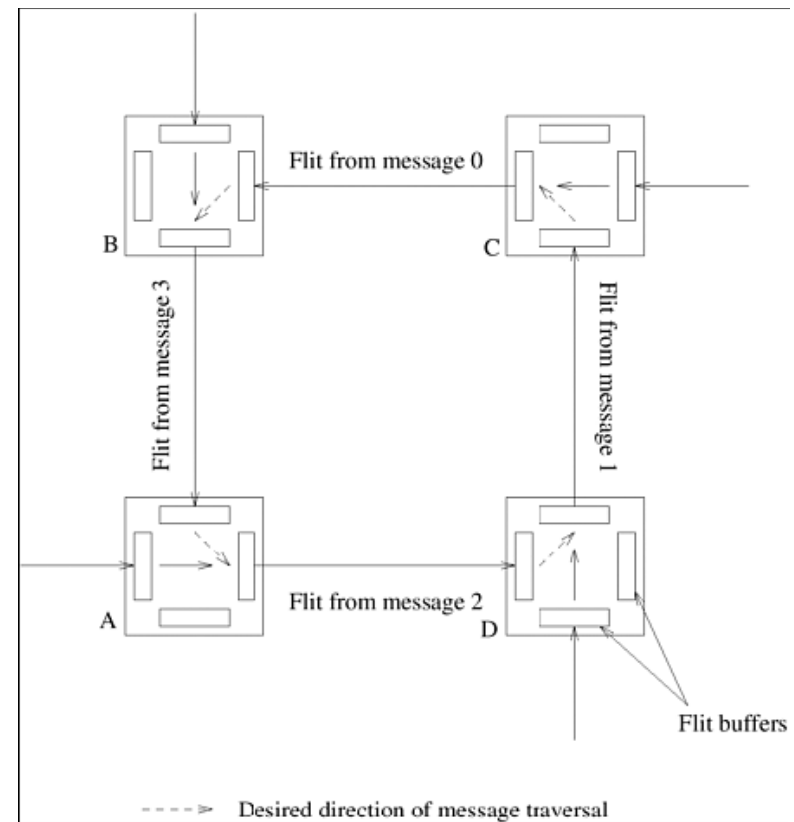 Flit from message 0
B
C
Flit from message 3
Flit from message 1
Flit from message 2
A
D
Flit buffers
Desired direction of message traversal